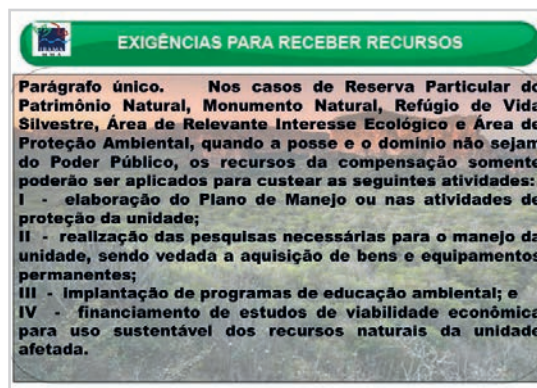 IBAMA
M M A
EXIGÊNCIAS PARA RECEBER RECURSOS
Parágrafo único. Nos casos de Reserva Particular do
Patrimônio Natural, Monumento Natural, Refúgio de Vida
Silvestre, Área de Relevante Interesse Ecológico e Área de
Proteção Ambiental, quando a posse e o domínio não sejam
do Poder Público, os recursos da compensação somente
poderão ser aplicados para custear as seguintes atividades:
I - elaboração do Plano de Manejo ou nas atividades de
proteção da unidade;
II - realização das pesquisas necessárias para o manejo da
unidade, sendo vedada a aquisição de bens e equipamentos
permanentes;
III - implantação de programas de educação ambiental; e
IV - financiamento de estudos de viabilidade econômica
para uso sustentável dos recursos naturais da unidade
afetada.